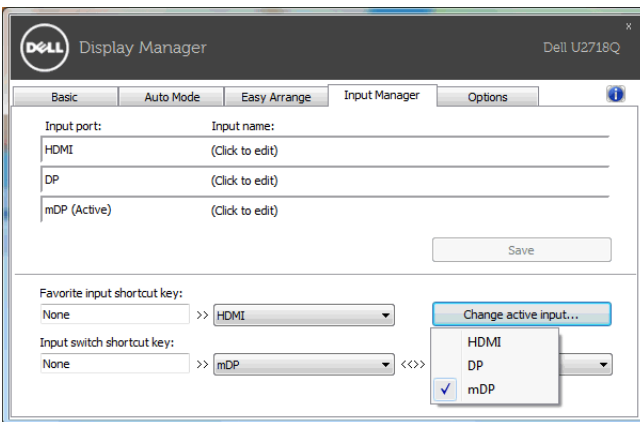 x
DELL Display Manager Dell U2718Q
Basic Auto Mode Easy Arrange Input Manager Options i
Input port: Input name:
HDMI (Click to edit)
DP (Click to edit)
mDP (Active) (Click to edit)
Save
Favorite input shortcut key:
None >> HDMI Change active input...
Input switch shortcut key:
None >> mDP <<>>
HDMI
DP
mDP